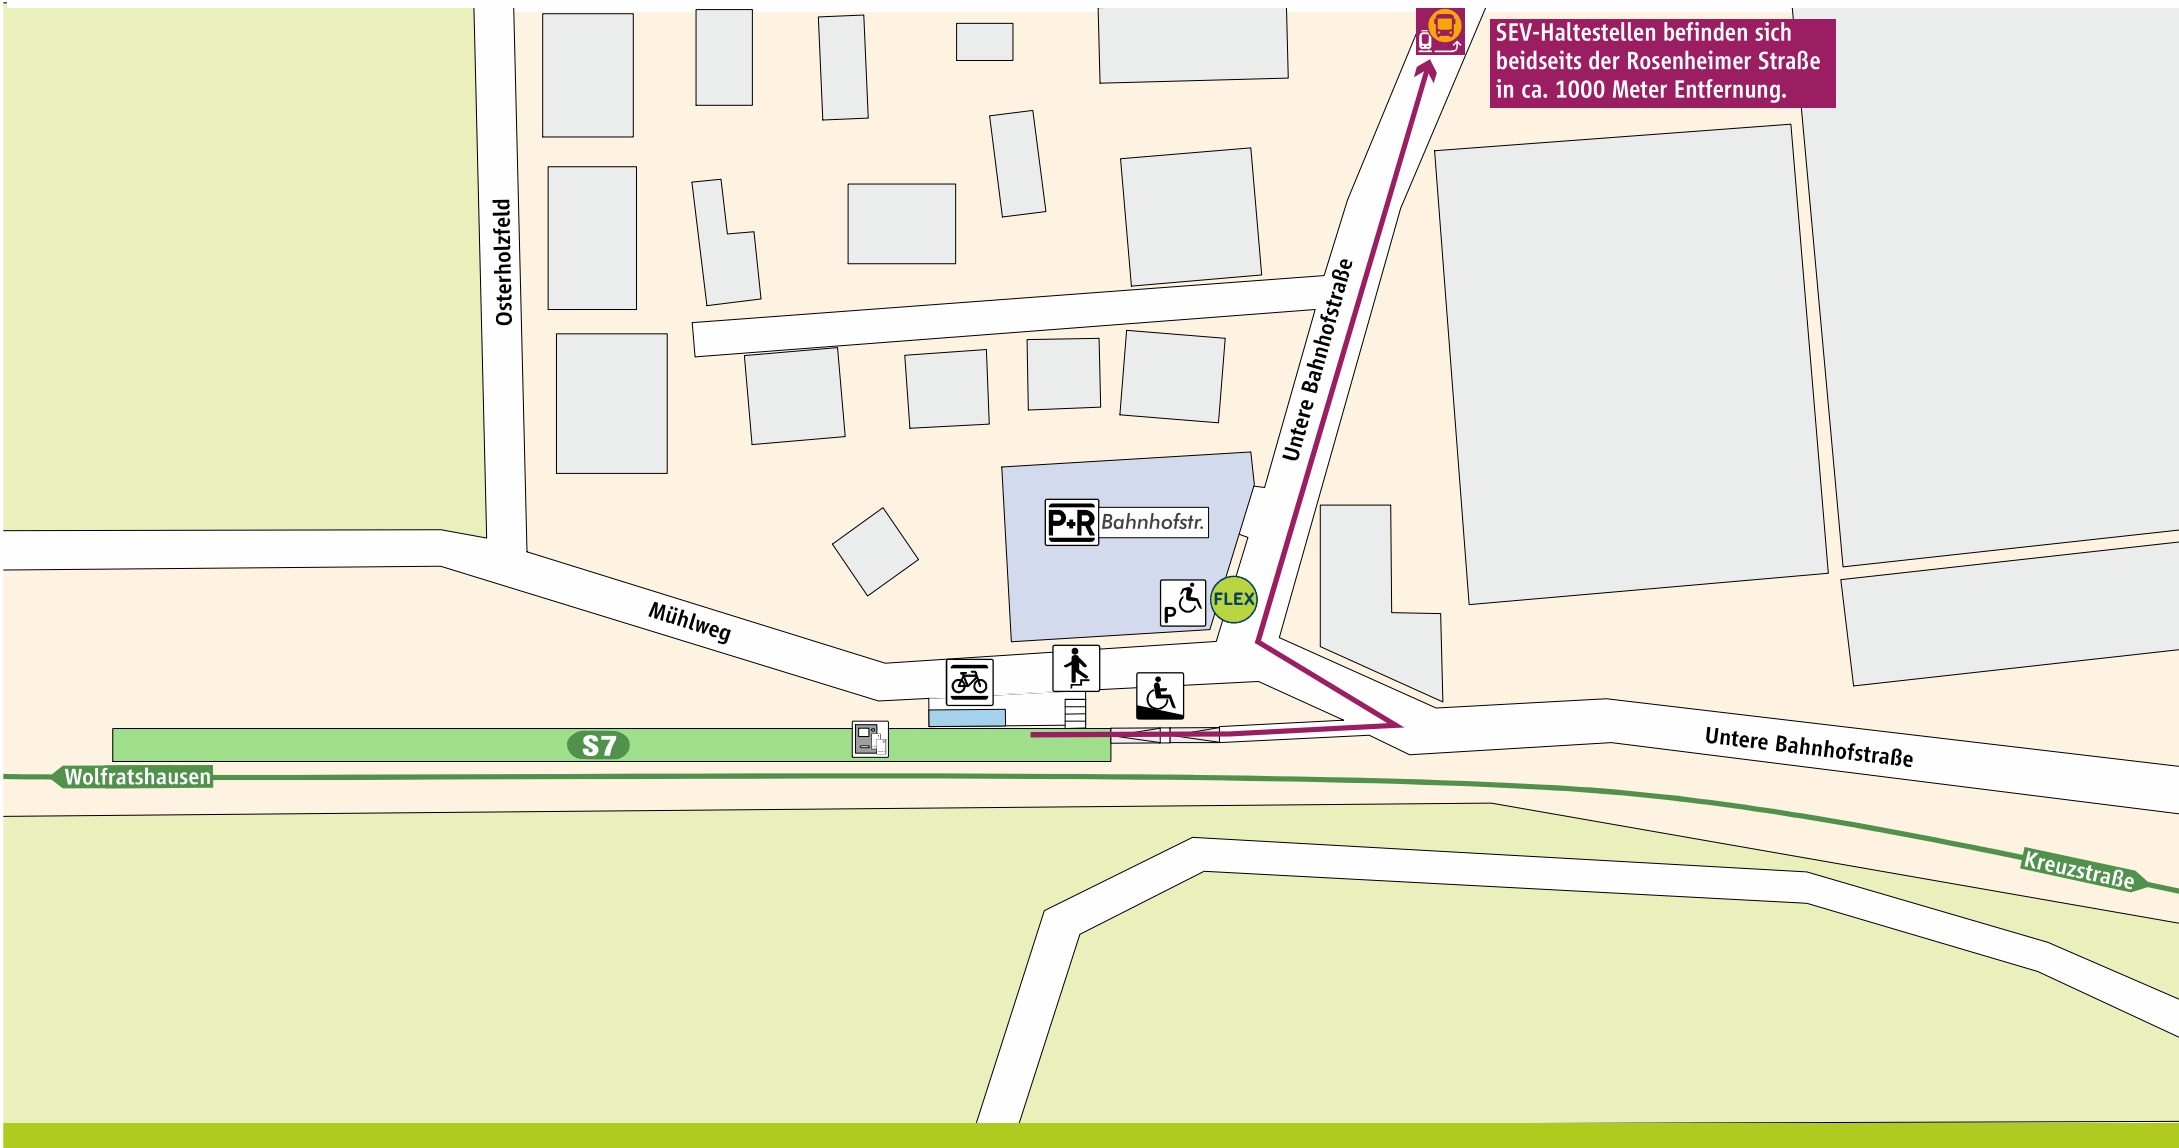 SEV-Haltestellen befinden sich
beidseits der Rosenheimer Straße
in ca. 1000 Meter Entfernung.
Osterholzfeld
Untere Bahnhofstraße
P+R Bahnhofstr.
P
FLEX
Mühlweg
S7
Untere Bahnhofstraße
Wolfratshausen
Kreuzstraße